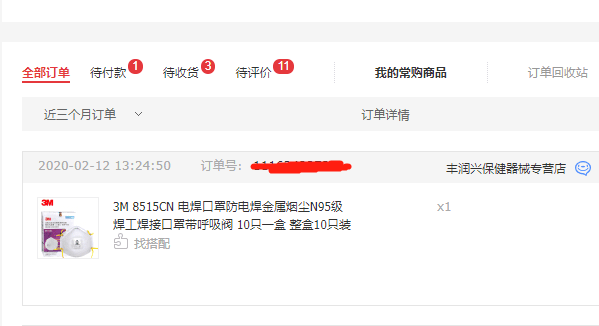 全部订单 待付款 1 待收货 3 待评价 11 我的常购商品 订单回收站
近三个月订单 订单详情
2020-02-12 13:24:50 订单号: 丰润兴保健器械专营店
3M
3M 8515CN 电焊口罩防电焊金属烟尘N95级 x1
焊工焊接口罩带呼吸阀 10只一盒 整盒10只装
找搭配